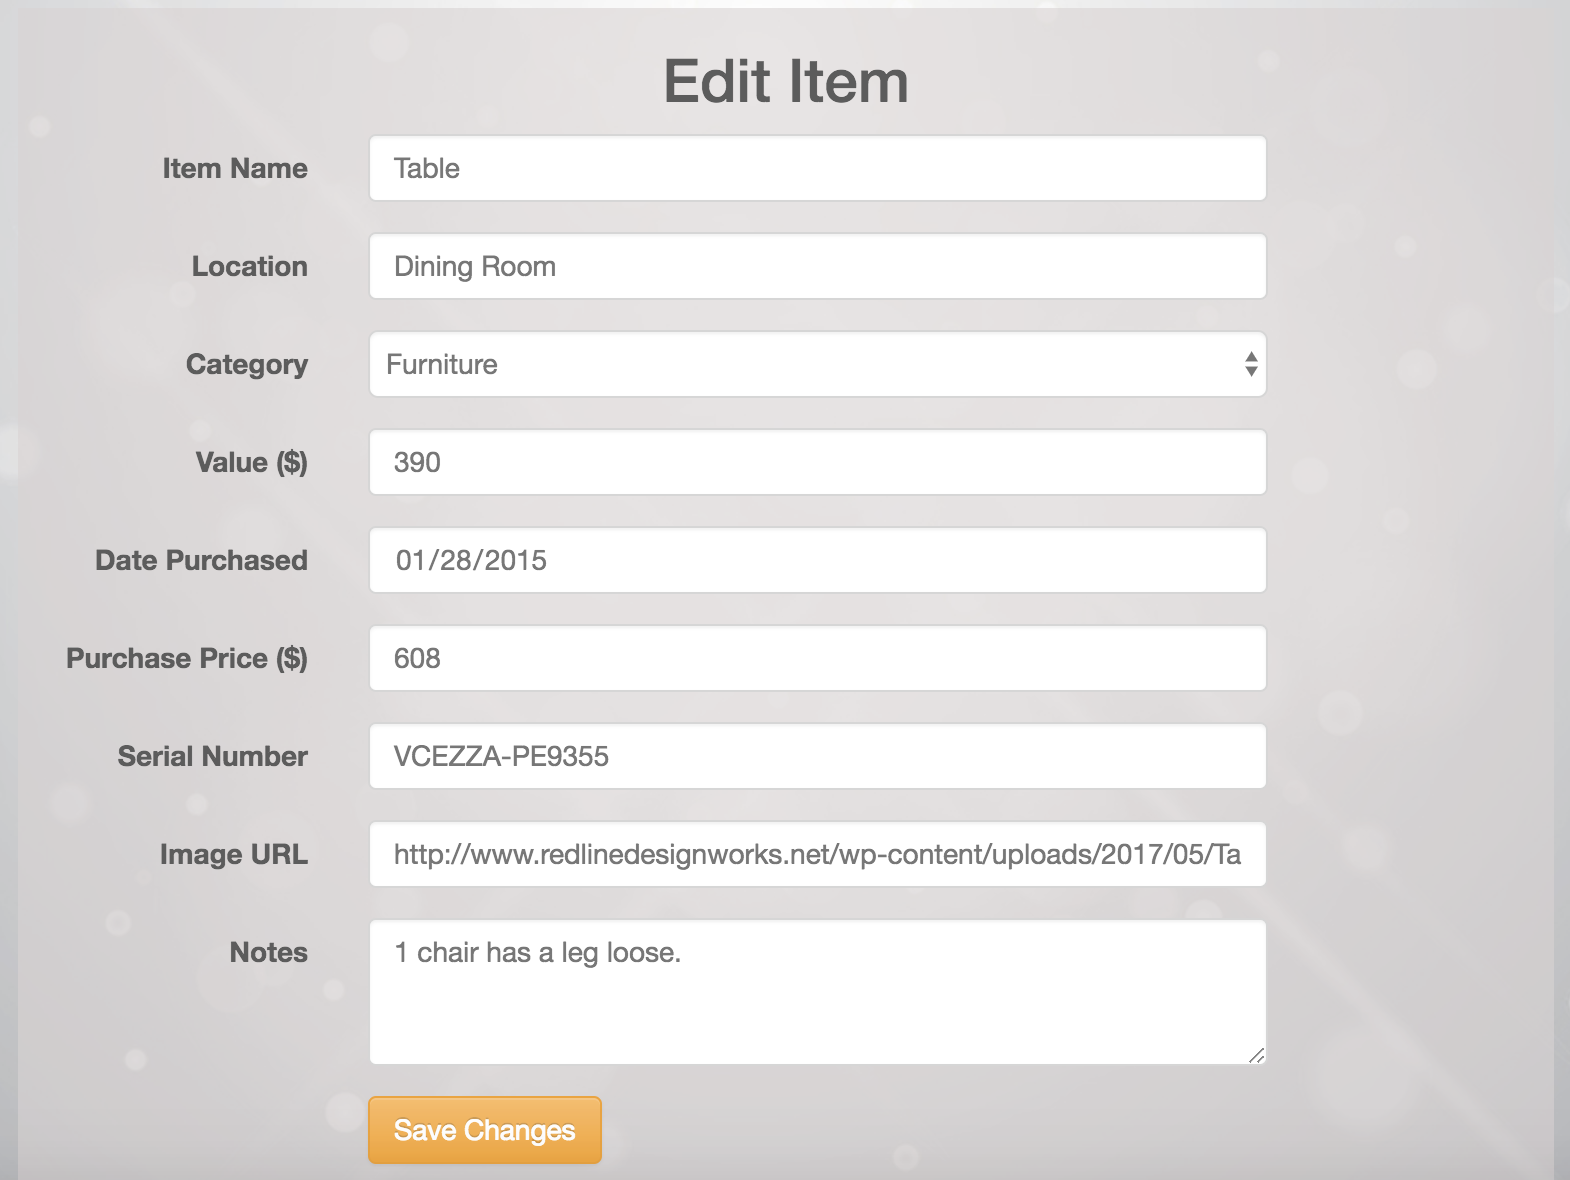 Edit Item
Item Name
Table
Location
Dining Room
Category
Furniture
Value ($)
390
Date Purchased
01/28/2015
Purchase Price ($)
608
Serial Number
VCEZZA-PE9355
Image URL
http://www.redlinedesignworks.net/wp-content/uploads/2017/05/Ta
Notes
1 chair has a leg loose.
Save Changes